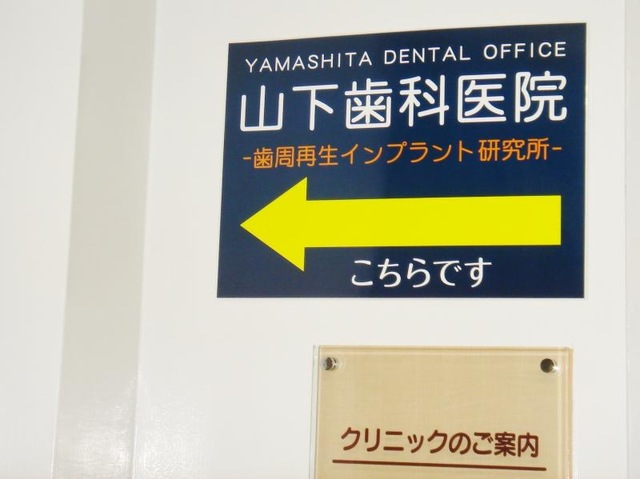 YAMASHITA DENTAL OFFICE
山下歯科医院
-歯周再生インプラント研究所-
こちらです
クリニックのご案内